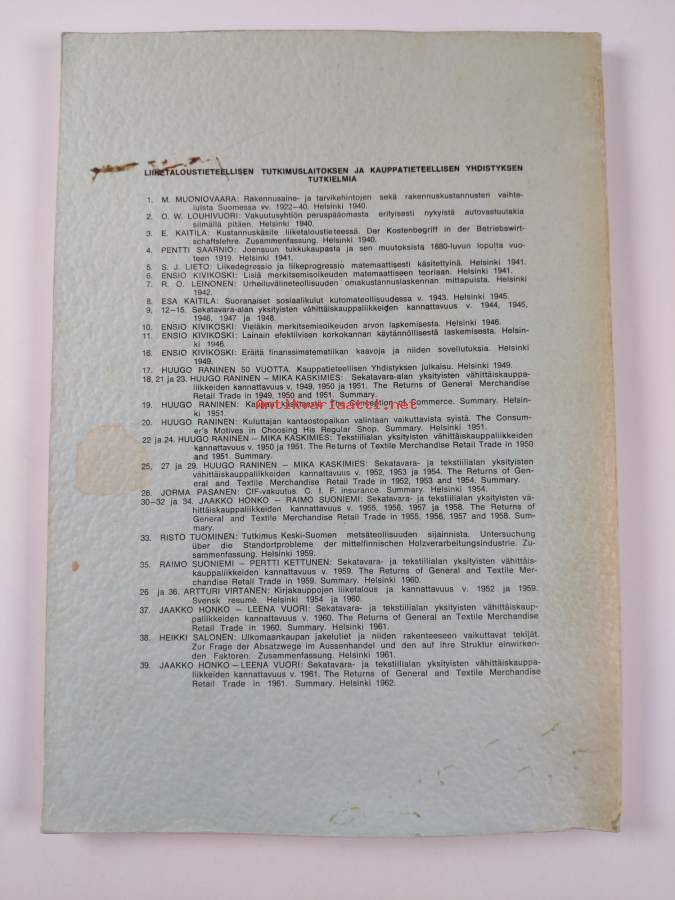 LIIKETALOUSTIETEELLISEN TUTKIMUSLAITOKSEN JA KAUPPATIETEELLISEN YHDISTYKSEN
TUTKIELMIA
1. M. MUONIOVAARA: Rakennusaine- ja tarvikehintojen sekä rakennuskustannusten vaihte-
luista Suomessa vv. 1922–40. Helsinki 1940.
2. O. W. LOUHIVUORI: Vakuutusyhtiön peruspääomasta erityisesti nykyistä autovastuulakia
silmällä pitäen. Helsinki 1940.
3. E. KAITILA: Kustannuskäsite liiketaloustieteessä. Der Kostenbegriff in der Betriebswirt-
schaftslehre. Zusammenfassung. Helsinki 1940.
4. PENTTI SAARNIO: Joensuun tukkukaupasta ja sen muutoksista 1680-luvun lopulta vuo-
teen 1919. Helsinki 1941.
5. S. J. LIETO: Liikedegressio ja liikeprogressio matemaattisesti käsitettyinä. Helsinki 1941.
6. ENSIO KIVIKOSKI: Lisiä merkitsemisoikeuden matemaattiseen teoriaan. Helsinki 1941.
7. R. O. LEINONEN: Urheiluvälineteollisuuden omakustannuslaskennan mittapuista. Helsinki
1942.
8. ESA KAITILA: Suoranaiset sosiaalikulut kutomateollisuudessa v. 1943. Helsinki 1945.
9, 12–15 Sekatavara-alan yksityisten vähittäiskauppaliikkeiden kannattavuus v. 1944, 1945,
1946, 1947 ja 1948.
10. ENSIO KIVIKOSKI: Vieläkin merkitsemisoikeuden arvon laskemisesta. Helsinki 1946.
11. ENSIO KIVIKOSKI: Lainain efektiivisen korkokannan käytännöllisestä laskemisesta. Helsin-
ki 1946.
16. ENSIO KIVIKOSKI: Eräitä finanssimatematiikan kaavoja ja niiden sovellutuksia. Helsinki
1949.
17. HUUGO RANINEN 50 VUOTTA. Kauppatieteellisen Yhdistyksen julkaisu. Helsinki 1949.
18, 21 ja 23. HUUGO RANINEN – MIKA KASKIMIES: Sekatavara-alan yksityisten vähittäiskauppa-
liikkeiden kannattavuus v. 1949, 1950 ja 1951. The Returns of General Merchandise
Retail Trade in 1949, 1950 and 1951. Summary.
19. HUUGO RANINEN: Kaupan käsitteestä. The Conception of Commerce. Summary. Helsin-
ki 1951.
Antikvariaatti.net
20. HUUGO RANINEN: Kuluttajan kantaostopaikan valintaan vaikuttavista syistä. The Consum-
er's Motives in Choosing His Regular Shop. Summary. Helsinki 1951.
22 ja 24. HUUGO RANINEN – MIKA KASKIMIES: Tekstiilialan yksityisten vähittäiskauppaliikkeiden
kannattavuus v. 1950 ja 1951. The Returns of Textile Merchandise Retail Trade in 1950
and 1951. Summary.
25, 27 ja 29. HUUGO RANINEN – MIKA KASKIMIES: Sekatavara- ja tekstiilialan yksityisten
vähittäiskauppaliikkeiden kannattavuus v. 1952, 1953 ja 1954. The Returns of Gen-
eral and Textile Merchandise Retail Trade in 1952, 1953 and 1954. Summary.
26. JORMA PASANEN: CIF-vakuutus. C. I. F. insurance. Summary. Helsinki 1954.
30–32 ja 34. JAAKKO HONKO – RAIMO SUONIEMI: Sekatavara- ja tekstiilialan yksityisten vä-
hittäiskauppaliikkeiden kannattavuus v. 1955, 1956, 1957 ja 1958. The Returns of
General and Textile Merchandise Retail Trade in 1955, 1956, 1957 and 1958. Sum-
mary.
33. RISTO TUOMINEN: Tutkimus Keski-Suomen metsäteollisuuden sijainnista. Untersuchung
über die Standortprobleme der mittelfinnischen Holzverarbeitungsindustrie. Zu-
sammenfassung. Helsinki 1959.
35. RAIMO SUONIEMI – PERTTI KETTUNEN: Sekatavara- ja tekstiilialan yksityisten vähittäis-
kauppaliikkeiden kannattavuus v. 1959. The Returns of General and Textile Mer-
chandise Retail Trade in 1959. Summary. Helsinki 1960.
26 ja 36. ARTTURI VIRTANEN: Kirjakauppojen liiketalous ja kannattavuus v. 1952 ja 1959.
Svensk resumé. Helsinki 1954 ja 1960.
37. JAAKKO HONKO – LEENA VUORI: Sekatavara- ja tekstiilialan yksityisten vähittäiskaup-
paliikkeiden kannattavuus v. 1960. The Returns of General an Textile Merchandise
Retail Trade in 1960. Summary. Helsinki 1961.
38. HEIKKI SALONEN: Ulkomaankaupan jakelutiet ja niiden rakenteeseen vaikuttavat tekijät.
Zur Frage der Absatzwege im Aussenhandel und den auf ihre Struktur einwirken-
den Faktoren. Zusammenfassung. Helsinki 1961.
39. JAAKKO HONKO – LEENA VUORI: Sekatavara- ja tekstiilialan yksityisten vähittäiskauppa-
liikkeiden kannattavuus v. 1961. The Returns of General and Textile Merchandise
Retail Trade in 1961. Summary. Helsinki 1962.